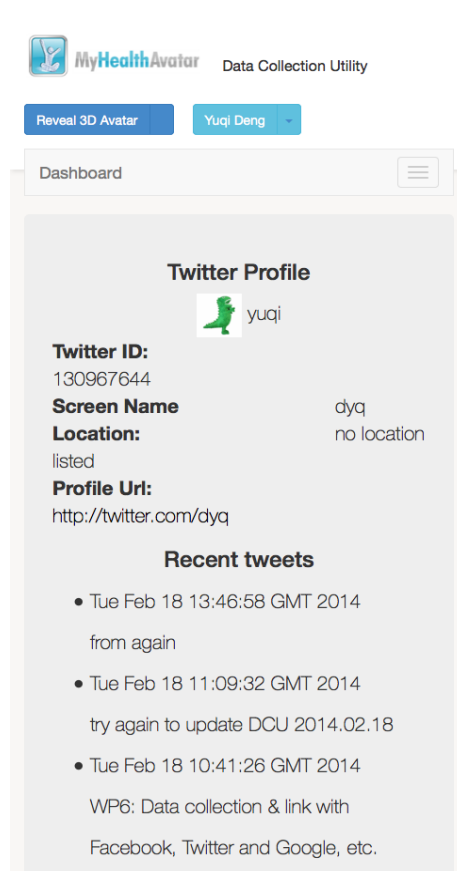 MyHealthAvatar Data Collection Utility
Reveal 3D Avatar Yuqi Deng
Dashboard
Twitter Profile
yuqi
Twitter ID:
130967644
Screen Name dyq
Location: no location
listed
Profile Url:
http://twitter.com/dyq
Recent tweets
• Tue Feb 18 13:46:58 GMT 2014
from again
• Tue Feb 18 11:09:32 GMT 2014
try again to update DCU 2014.02.18
• Tue Feb 18 10:41:26 GMT 2014
WP6: Data collection & link with
Facebook, Twitter and Google, etc.